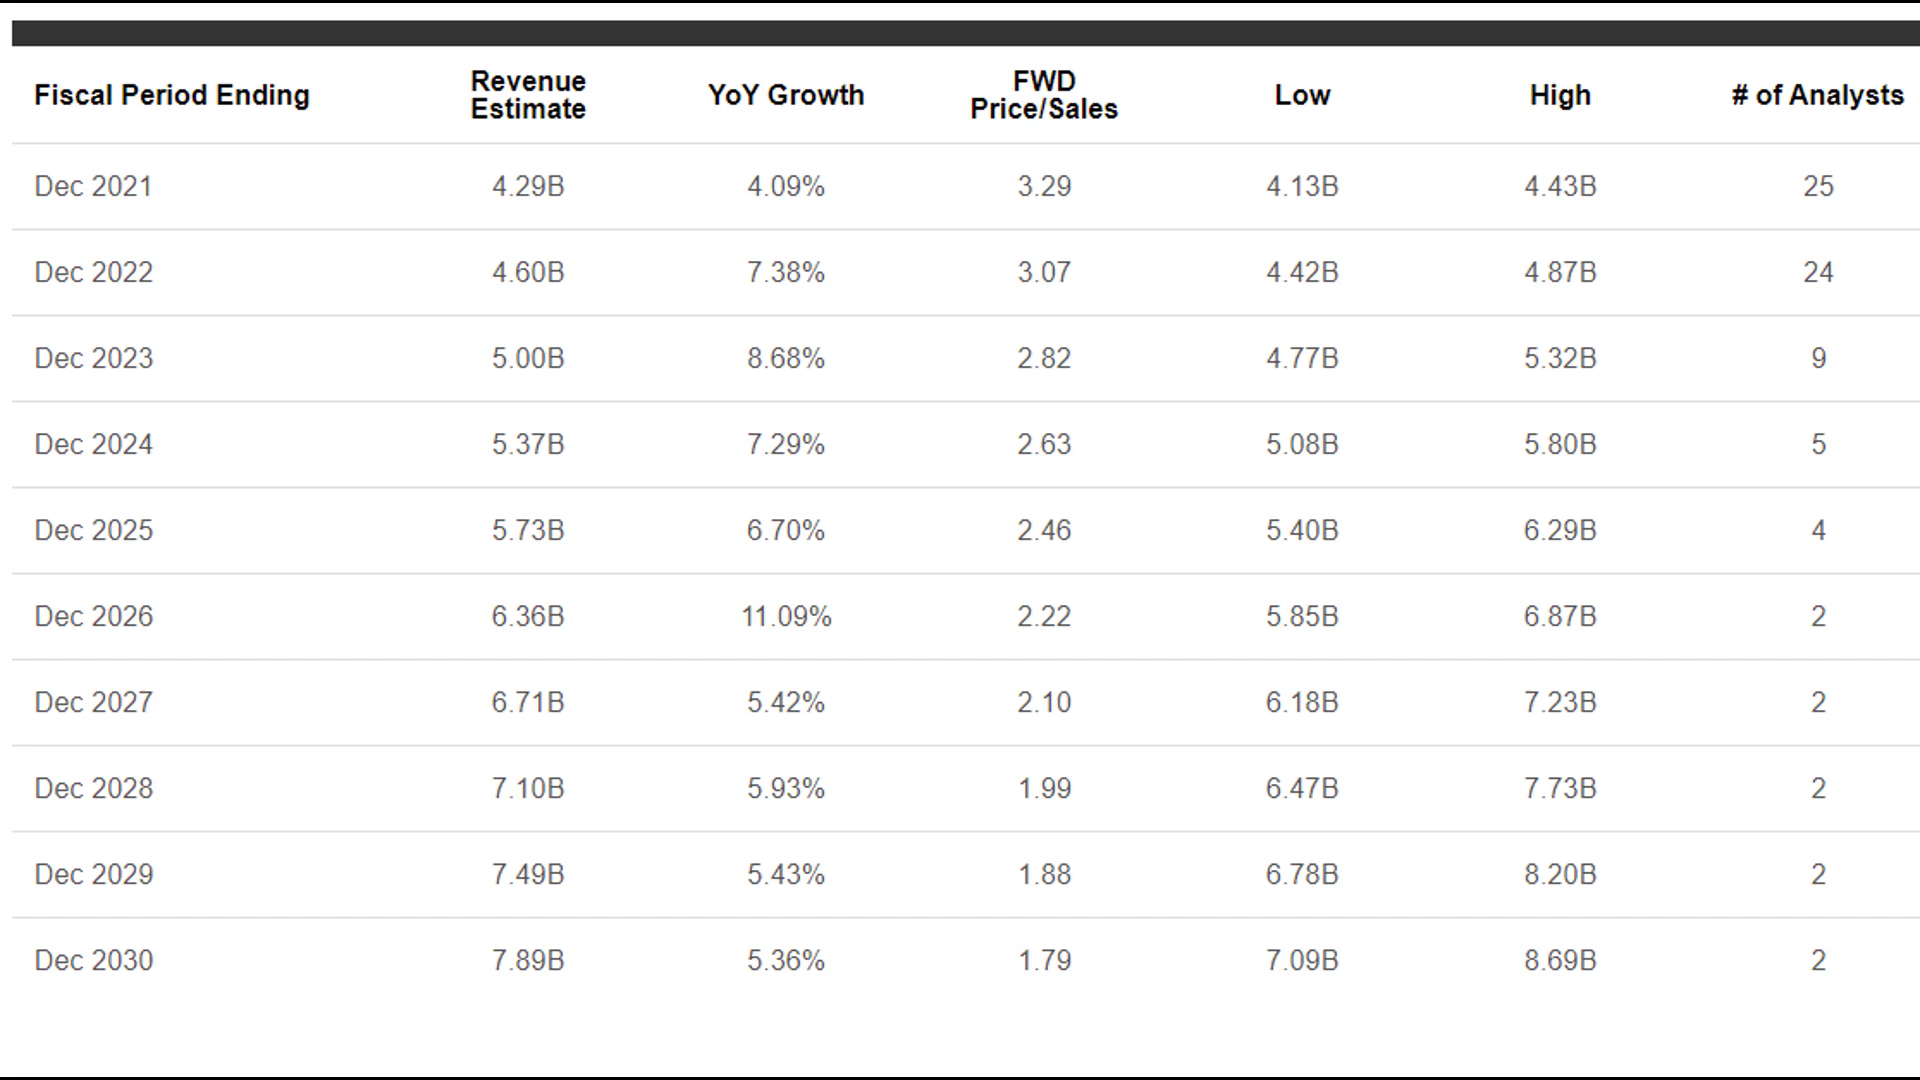 Fiscal Period Ending Revenue Estimate YoY Growth FWD Price/Sales Low High # of Analysts
Dec 2021 4.29B 4.09% 3.29 4.13B 4.43B 25
Dec 2022 4.60B 7.38% 3.07 4.42B 4.87B 24
Dec 2023 5.00B 8.68% 2.82 4.77B 5.32B 9
Dec 2024 5.37B 7.29% 2.63 5.08B 5.80B 5
Dec 2025 5.73B 6.70% 2.46 5.40B 6.29B 4
Dec 2026 6.36B 11.09% 2.22 5.85B 6.87B 2
Dec 2027 6.71B 5.42% 2.10 6.18B 7.23B 2
Dec 2028 7.10B 5.93% 1.99 6.47B 7.73B 2
Dec 2029 7.49B 5.43% 1.88 6.78B 8.20B 2
Dec 2030 7.89B 5.36% 1.79 7.09B 8.69B 2